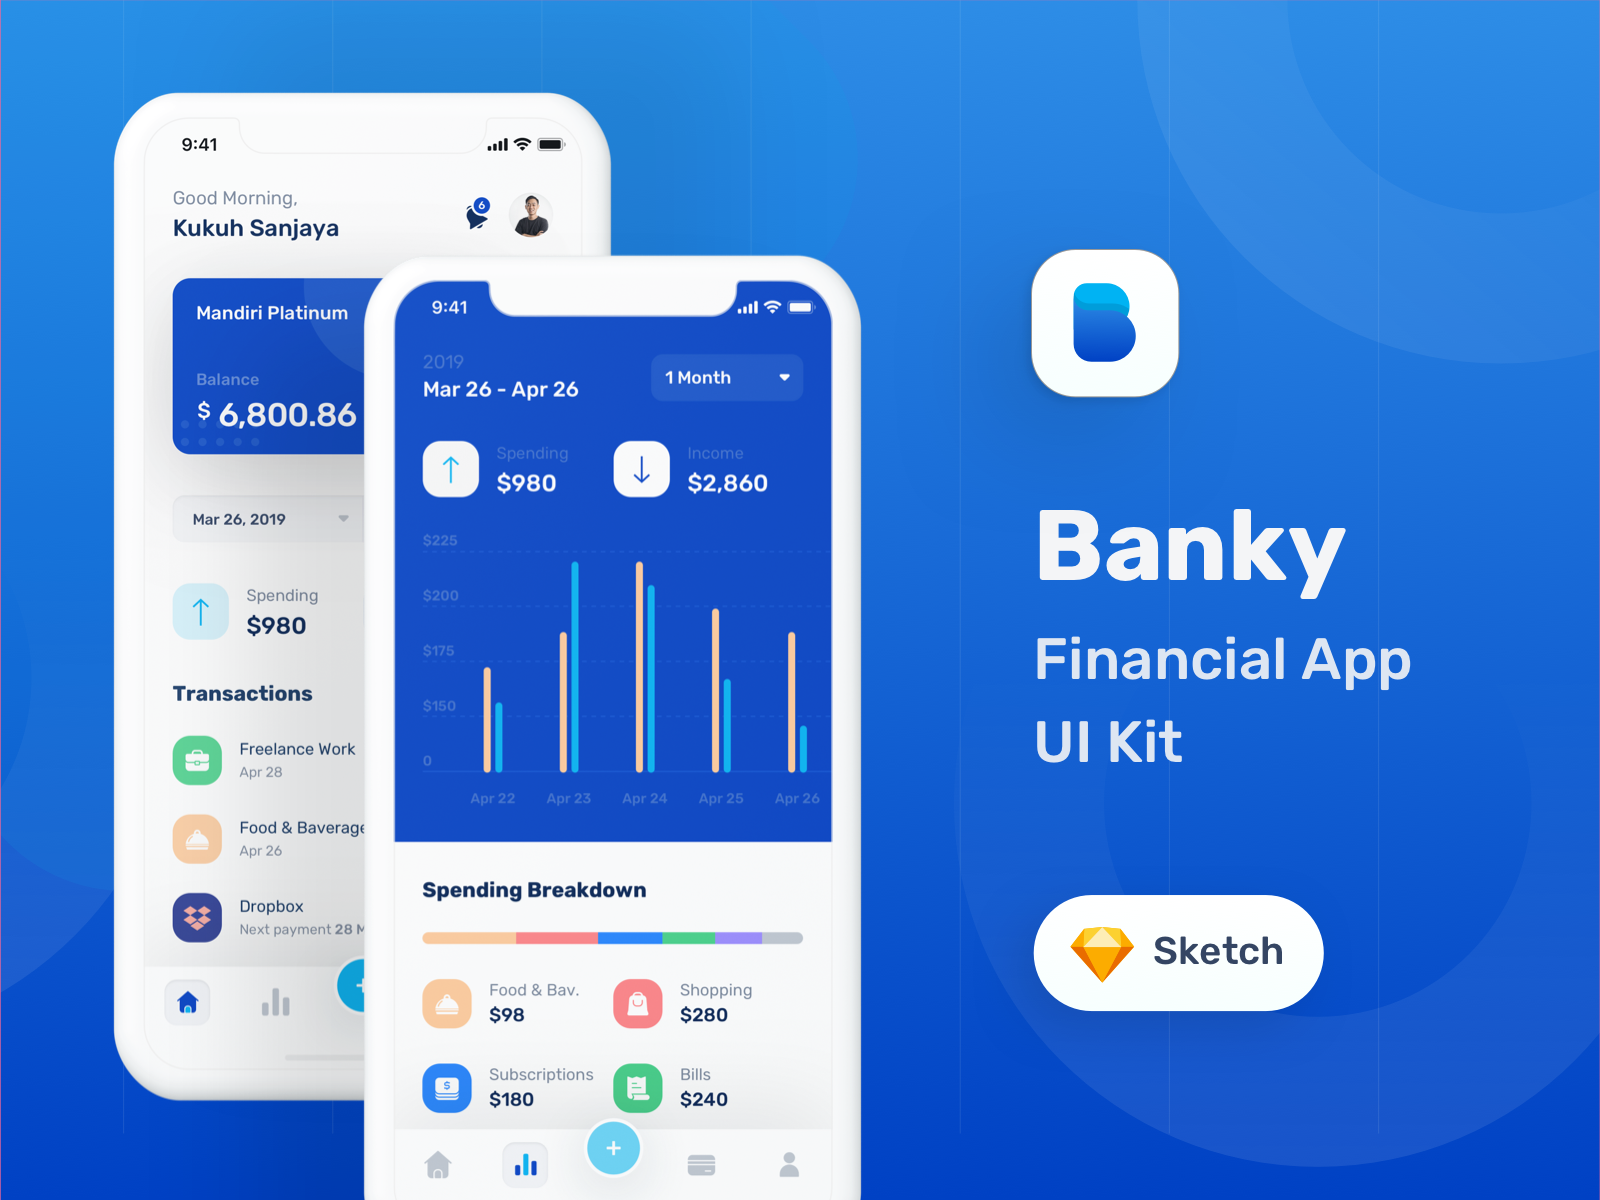 9:41
Good Morning,
Kukuh Sanjaya
6
Mandiri Platinum
Balance
$ 6,800.86
Mar 26, 2019
Spending
$980
Transactions
Freelance Work
Apr 28
Food & Baverage
Apr 26
Dropbox
Next payment 28 M
+
9:41
2019
Mar 26 - Apr 26
1 Month
Spending
$980
Income
$2,860
$225
$200
$175
$150
0
Apr 22 Apr 23 Apr 24 Apr 25 Apr 26
Spending Breakdown
Food & Bav.
$98
Shopping
$280
Subscriptions
$180
Bills
$240
+
B
Banky
Financial App
UI Kit
Sketch